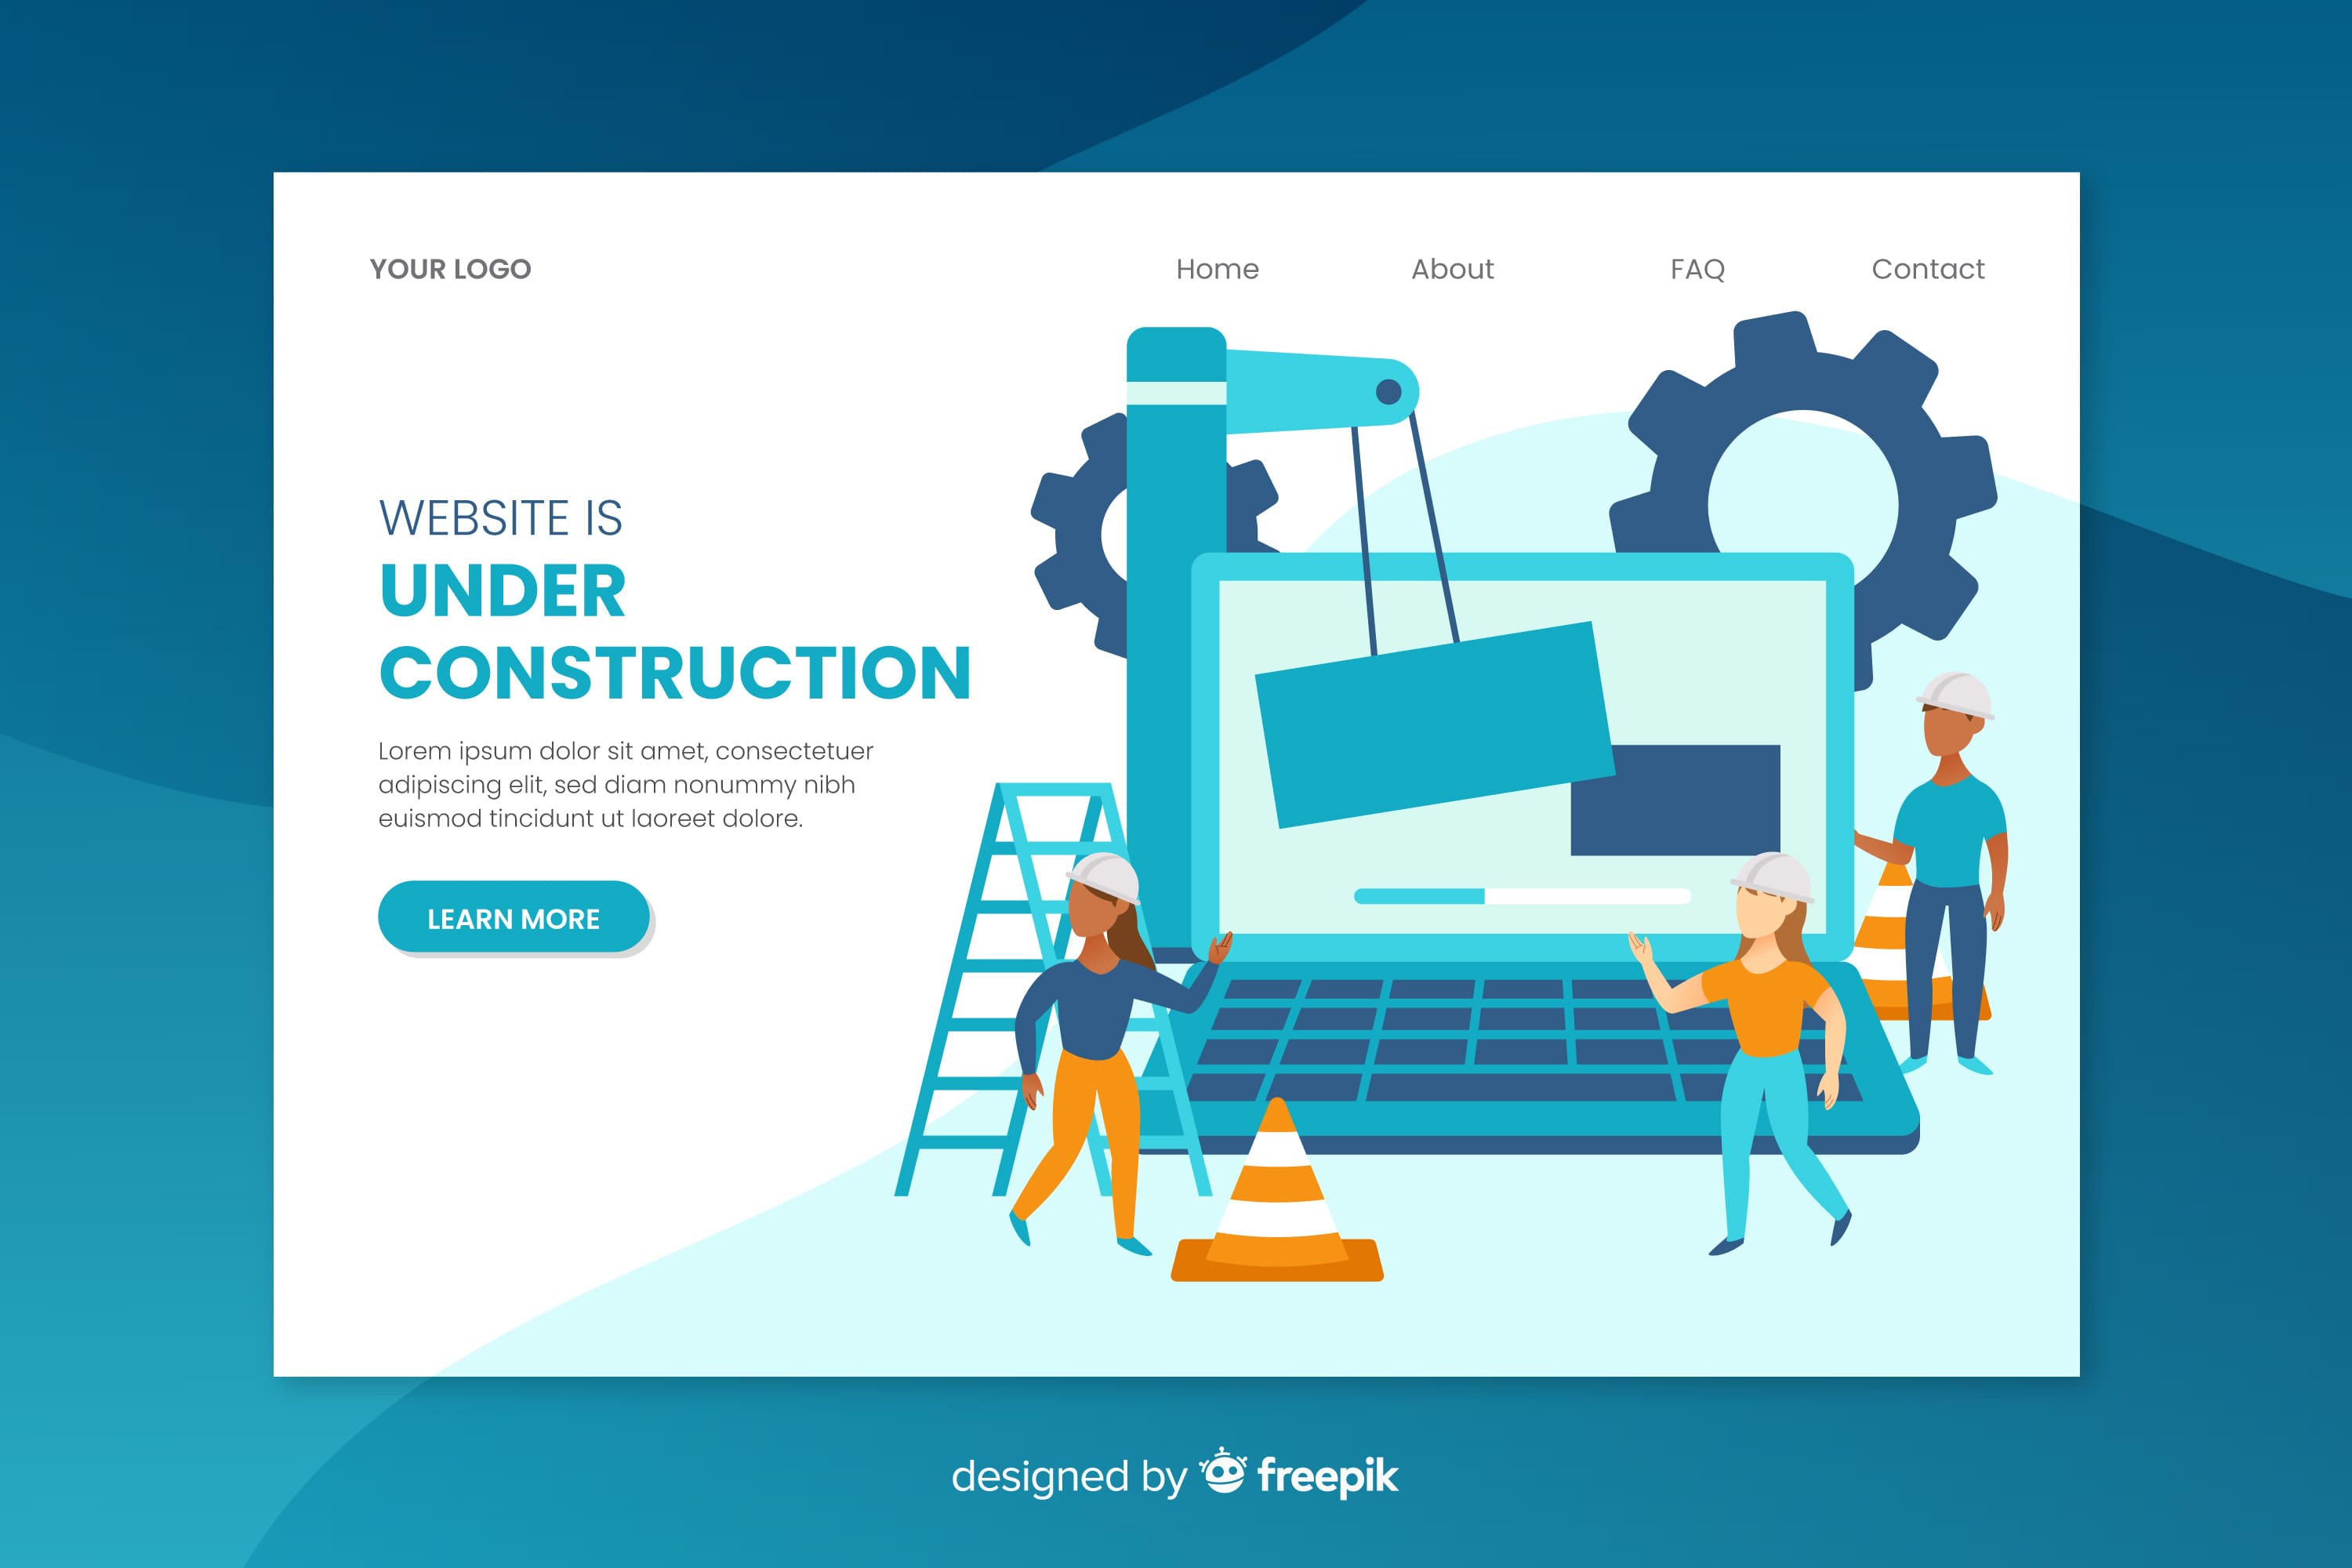 YOUR LOGO
Home
About
FAQ
Contact
WEBSITE IS
UNDER
CONSTRUCTION
Lorem ipsum dolor sit amet, consectetuer
adipiscing elit, sed diam nonummy nibh
euismod tincidunt ut laoreet dolore.
LEARN MORE
designed by freepik